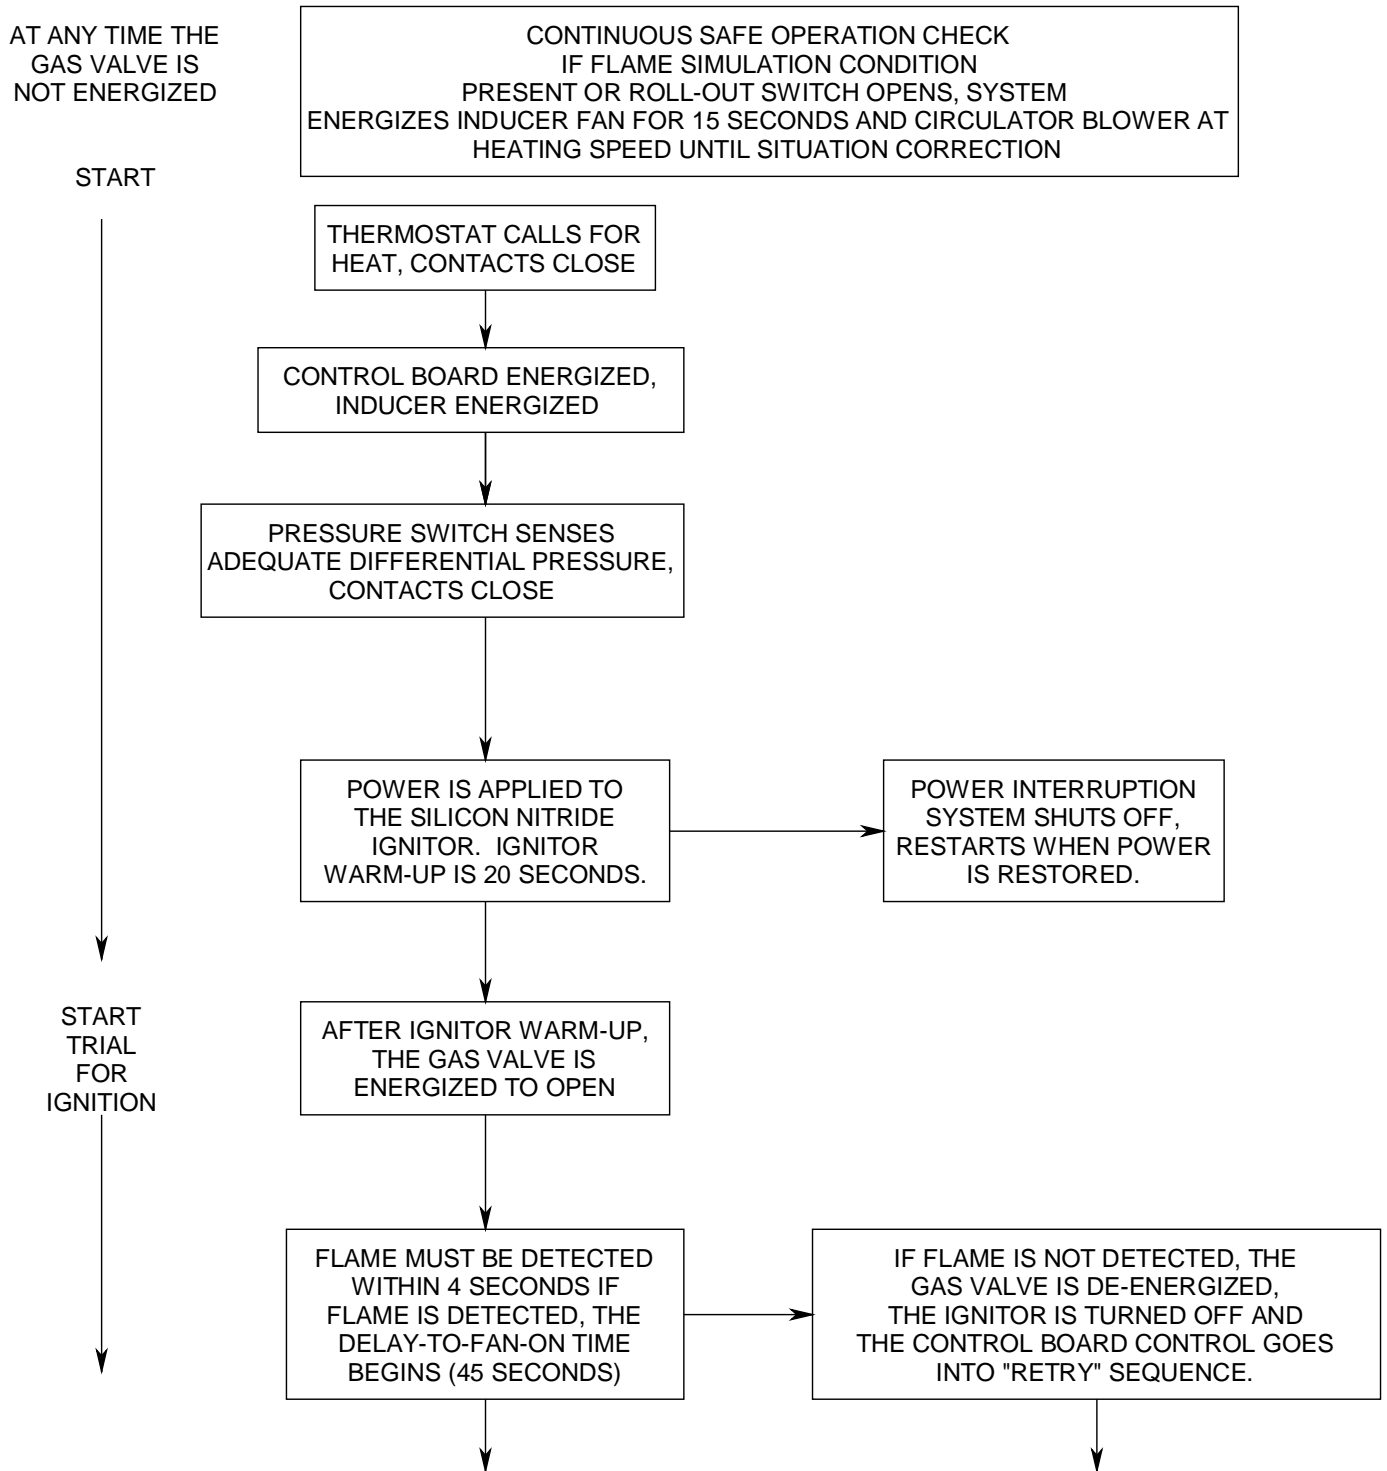 AT ANY TIME THE
GAS VALVE IS
NOT ENERGIZED
START
CONTINUOUS SAFE OPERATION CHECK
IF FLAME SIMULATION CONDITION
PRESENT OR ROLL-OUT SWITCH OPENS, SYSTEM
ENERGIZES INDUCER FAN FOR 15 SECONDS AND CIRCULATOR BLOWER AT
HEATING SPEED UNTIL SITUATION CORRECTION
THERMOSTAT CALLS FOR
HEAT, CONTACTS CLOSE
CONTROL BOARD ENERGIZED,
INDUCER ENERGIZED
PRESSURE SWITCH SENSES
ADEQUATE DIFFERENTIAL PRESSURE,
CONTACTS CLOSE
POWER IS APPLIED TO
THE SILICON NITRIDE
IGNITOR.  IGNITOR
WARM-UP IS 20 SECONDS.
POWER INTERRUPTION
SYSTEM SHUTS OFF,
RESTARTS WHEN POWER
IS RESTORED.
START
TRIAL
FOR
IGNITION
AFTER IGNITOR WARM-UP,
THE GAS VALVE IS
ENERGIZED TO OPEN
FLAME MUST BE DETECTED
WITHIN 4 SECONDS IF
FLAME IS DETECTED, THE
DELAY-TO-FAN-ON TIME
BEGINS (45 SECONDS)
IF FLAME IS NOT DETECTED, THE
GAS VALVE IS DE-ENERGIZED,
THE IGNITOR IS TURNED OFF AND
THE CONTROL BOARD CONTROL GOES
INTO "RETRY" SEQUENCE.